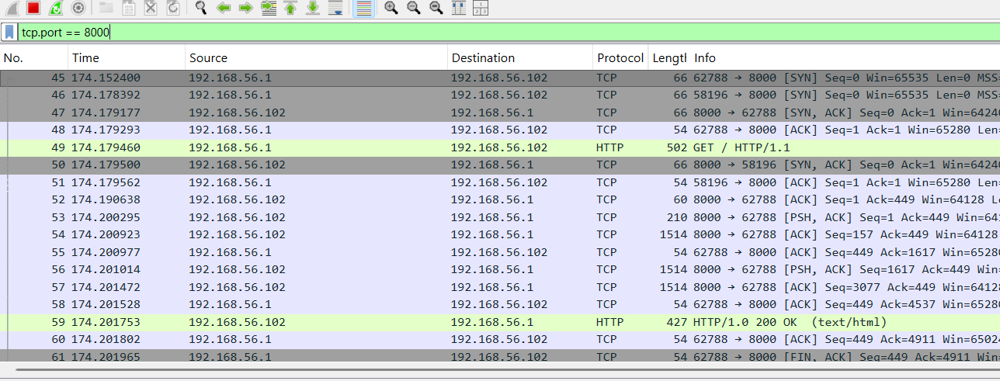 tcp.port == 8000
No. Time Source Destination Protocol Length Info
45 174.152400 192.168.56.1 192.168.56.102 TCP 66 62788 → 8000 [SYN] Seq=0 Win=65535 Len=0 MSS=
46 174.178392 192.168.56.1 192.168.56.102 TCP 66 58196 → 8000 [SYN] Seq=0 Win=65535 Len=0 MSS=
47 174.179177 192.168.56.102 192.168.56.1 TCP 66 8000 → 62788 [SYN, ACK] Seq=0 Ack=1 Win=64240
48 174.179293 192.168.56.1 192.168.56.102 TCP 54 62788 → 8000 [ACK] Seq=1 Ack=1 Win=65280 Len=
49 174.179460 192.168.56.1 192.168.56.102 HTTP 502 GET / HTTP/1.1
50 174.179500 192.168.56.102 192.168.56.1 TCP 66 8000 → 58196 [SYN, ACK] Seq=0 Ack=1 Win=64240
51 174.179562 192.168.56.1 192.168.56.102 TCP 54 58196 → 8000 [ACK] Seq=1 Ack=1 Win=65280 Len=
52 174.190638 192.168.56.102 192.168.56.1 TCP 60 8000 → 62788 [ACK] Seq=1 Ack=449 Win=64128 L
53 174.200295 192.168.56.102 192.168.56.1 TCP 210 8000 → 62788 [PSH, ACK] Seq=1 Ack=449 Win=641
54 174.200923 192.168.56.102 192.168.56.1 TCP 1514 8000 → 62788 [ACK] Seq=157 Ack=449 Win=64128
55 174.200977 192.168.56.1 192.168.56.102 TCP 54 62788 → 8000 [ACK] Seq=449 Ack=1617 Win=6528
56 174.201014 192.168.56.102 192.168.56.1 TCP 1514 8000 → 62788 [PSH, ACK] Seq=1617 Ack=449 Win=
57 174.201472 192.168.56.102 192.168.56.1 TCP 1514 8000 → 62788 [ACK] Seq=3077 Ack=449 Win=6412
58 174.201528 192.168.56.1 192.168.56.102 TCP 54 62788 → 8000 [ACK] Seq=449 Ack=4537 Win=6528
59 174.201753 192.168.56.102 192.168.56.1 HTTP 427 HTTP/1.0 200 OK (text/html)
60 174.201802 192.168.56.1 192.168.56.102 TCP 54 62788 → 8000 [ACK] Seq=449 Ack=4911 Win=6502
61 174.201965 192.168.56.1 192.168.56.102 TCP 54 62788 → 8000 [FIN, ACK] Seq=449 Ack=4911 Win=